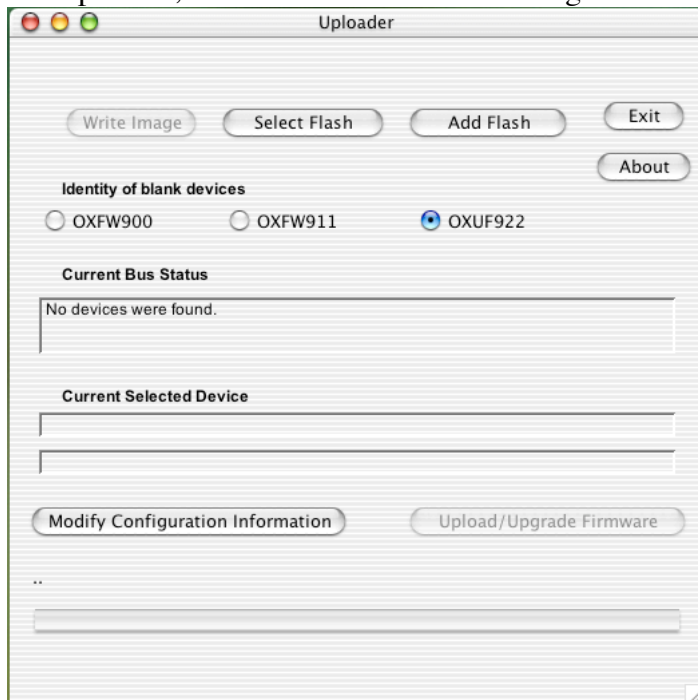 Uploader
Write Image Select Flash Add Flash Exit
About
Identity of blank devices
OXFW900 OXFW911 OXUF922
Current Bus Status
No devices were found.
Current Selected Device
Modify Configuration Information Upload/Upgrade Firmware
..